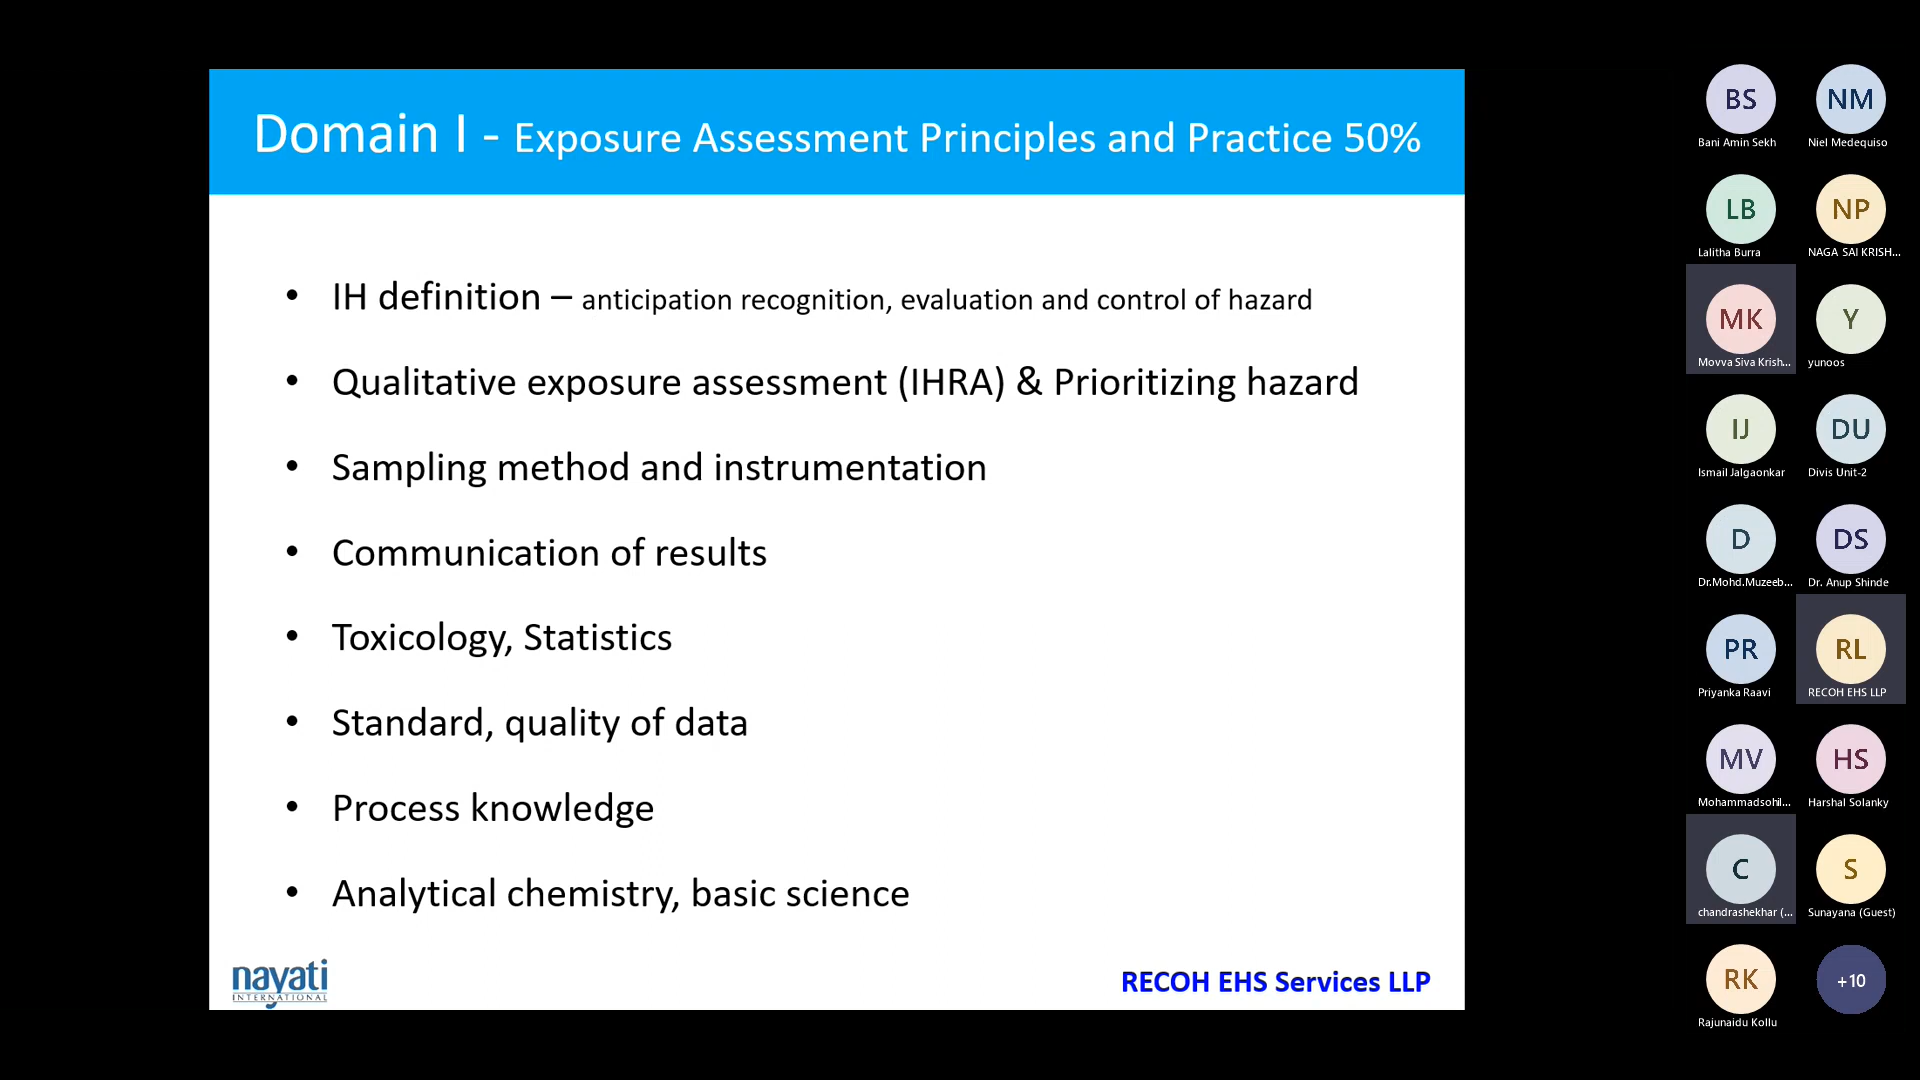 Domain I - Exposure Assessment Principles and Practice 50%
• IH definition – anticipation recognition, evaluation and control of hazard
• Qualitative exposure assessment (IHRA) & Prioritizing hazard
• Sampling method and instrumentation
• Communication of results
• Toxicology, Statistics
• Standard, quality of data
• Process knowledge
• Analytical chemistry, basic science
nayati
INTERNATIONAL
RECOH EHS Services LLP
BS
Bani Amin Sekh
NM
Niel Medequiso
LB
Lalitha Burra
NP
NAGA SAI KRISH...
MK
Movva Siva Krish...
Y
yunoos
IJ
Ismail Jalgaonkar
DU
Divis Unit-2
D
Dr.Mohd.Muzeeb...
DS
Dr. Anup Shinde
PR
Priyanka Raavi
RL
RECOH EHS LLP
MV
Mohammadsohil...
HS
Harshal Solanky
C
chandrashekhar (...
S
Sunayana (Guest)
RK
Rajunaidu Kollu
+10